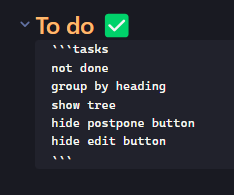 To do ✅
```tasks
not done
group by heading
show tree
hide postpone button
hide edit button
```